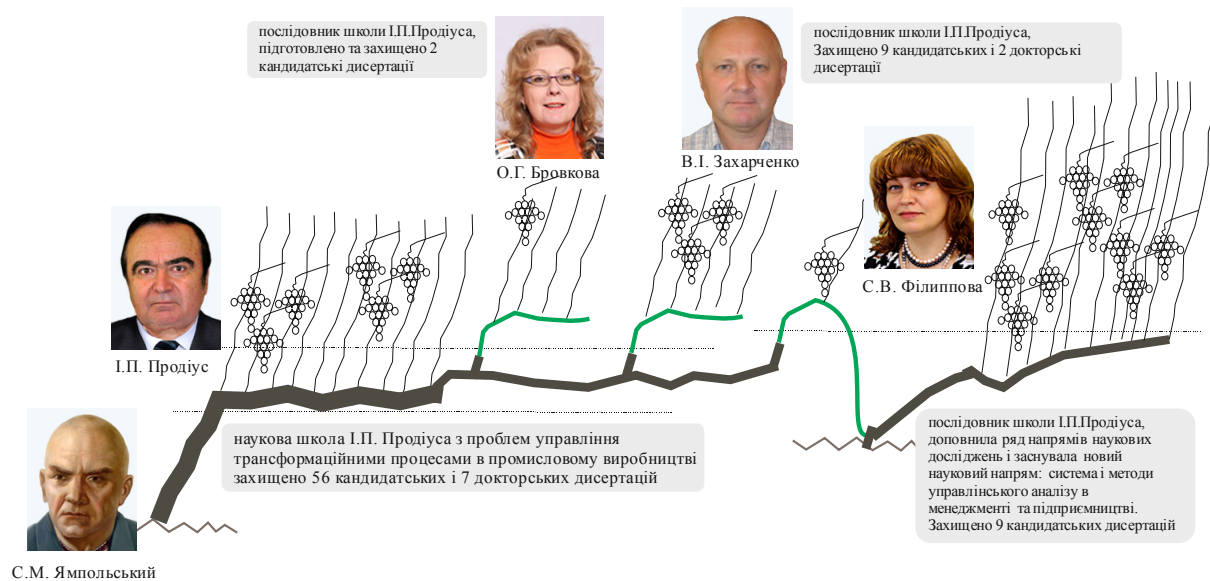 послідовник школи І.П.Продіуса,
підготовлено та захищено 2
кандидатські дисертації
послідовник школи І.П.Продіуса,
Захищено 9 кандидатських і 2 докторські
дисертації
О.Г. Бровкова
В.І. Захарченко
С.В. Філиппова
І.П. Продіус
наукова школа І.П. Продіуса з проблем управління
трансформаційними процесами в промисловому виробництві
захищено 56 кандидатських і 7 докторських дисертацій
послідовник школи І.П.Продіуса,
доповнила ряд напрямів наукових
досліджень і заснувала новий
науковий напрям: система і методи
управлінського аналізу в
менеджменті та підприємництві.
Захищено 9 кандидатських дисертацій
С.М. Ямпольський